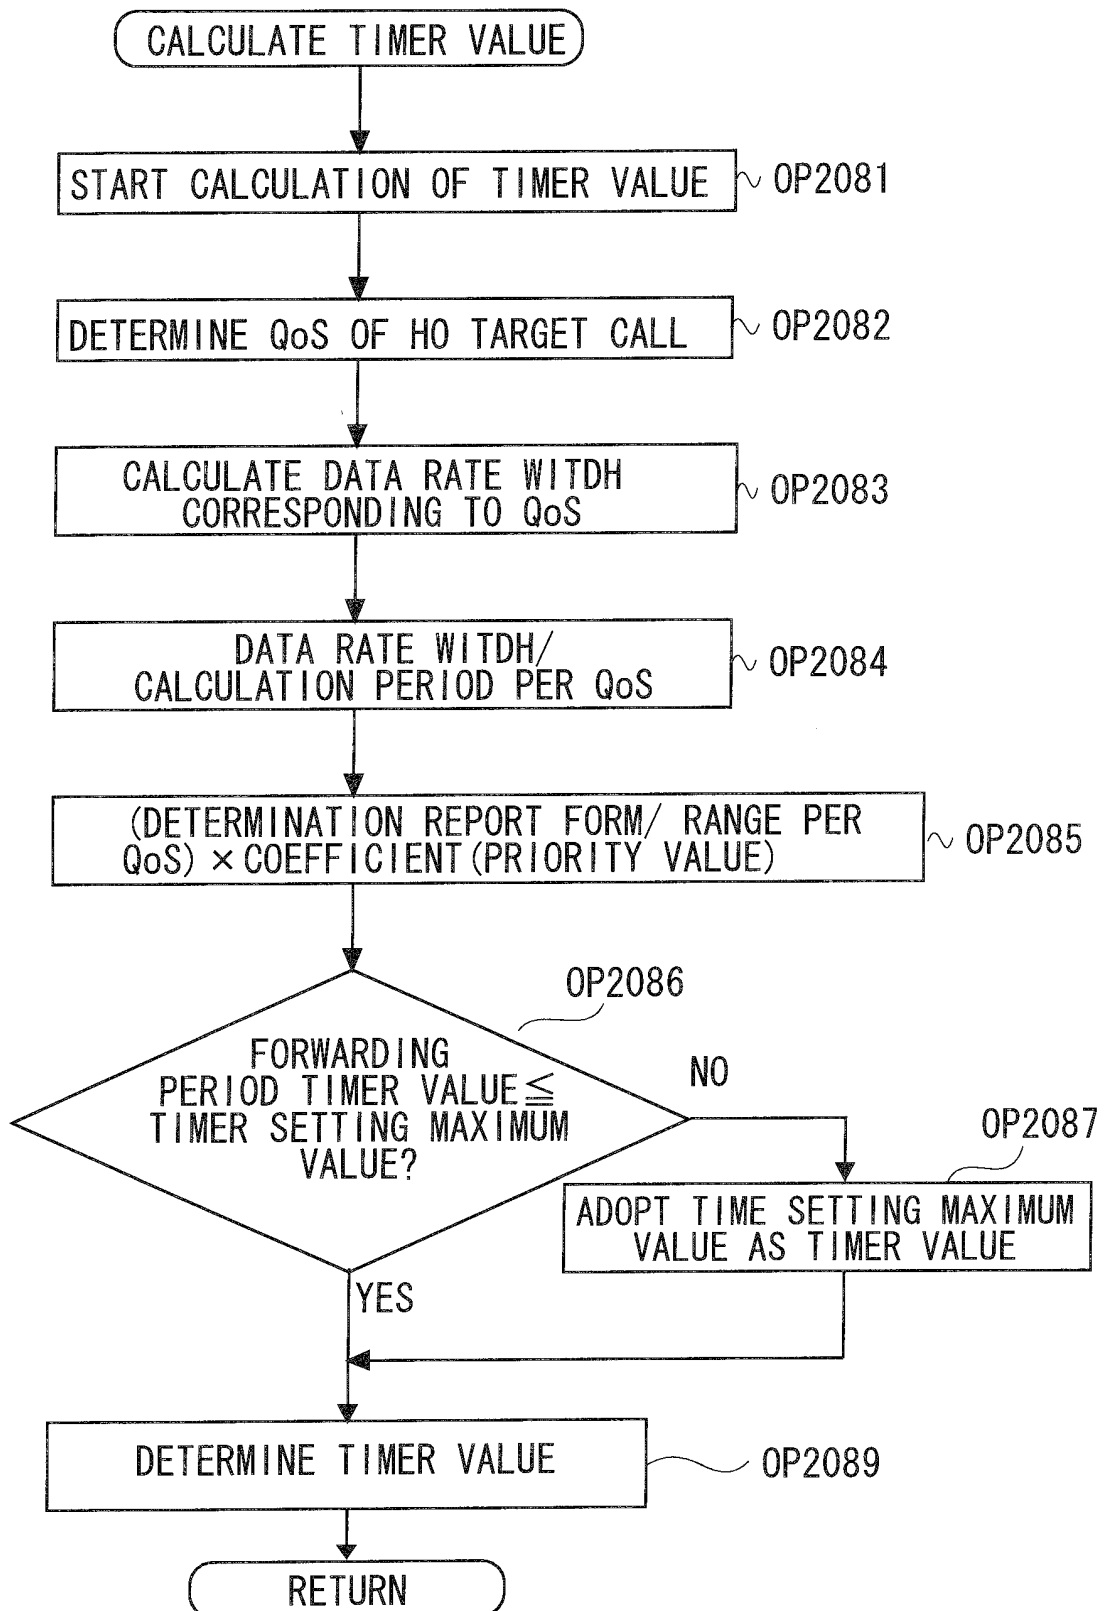 CALCULATE TIMER VALUE
START CALCULATION OF TIMER VALUE
OP2081
DETERMINE QoS OF HO TARGET CALL
OP2082
CALCULATE DATA RATE WITDH
CORRESPONDING TO QoS
OP2083
DATA RATE WITDH/
CALCULATION PERIOD PER QoS
OP2084
(DETERMINATION REPORT FORM/ RANGE PER
QoS) × COEFFICIENT (PRIORITY VALUE)
OP2085
OP2086
FORWARDING
PERIOD TIMER VALUE ≦
TIMER SETTING MAXIMUM
VALUE?
NO
OP2087
ADOPT TIME SETTING MAXIMUM
VALUE AS TIMER VALUE
YES
DETERMINE TIMER VALUE
OP2089
RETURN